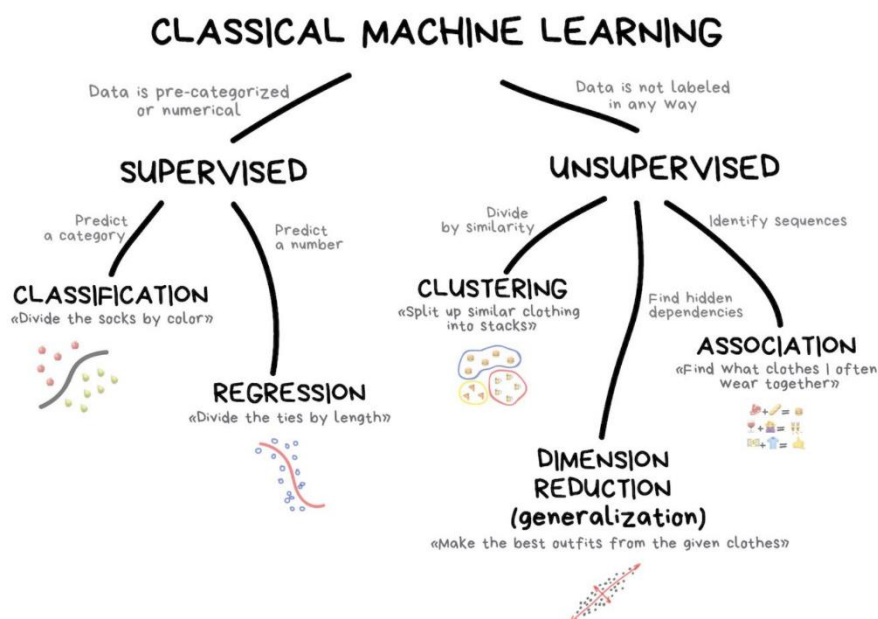 CLASSICAL MACHINE LEARNING
Data is pre-categorized
or numerical
Data is not labeled
in any way
SUPERVISED
UNSUPERVISED
Predict
a category
Predict
a number
Divide
by similarity
Identify sequences
CLASSIFICATION
«Divide the socks by color»
CLUSTERING
«Split up similar clothing
into stacks»
Find hidden
dependencies
ASSOCIATION
«Find what clothes I often
wear together»
REGRESSION
«Divide the ties by length»
+ =
+ =
+ =
DIMENSION
REDUCTION
(generalization)
«Make the best outfits from the given clothes»